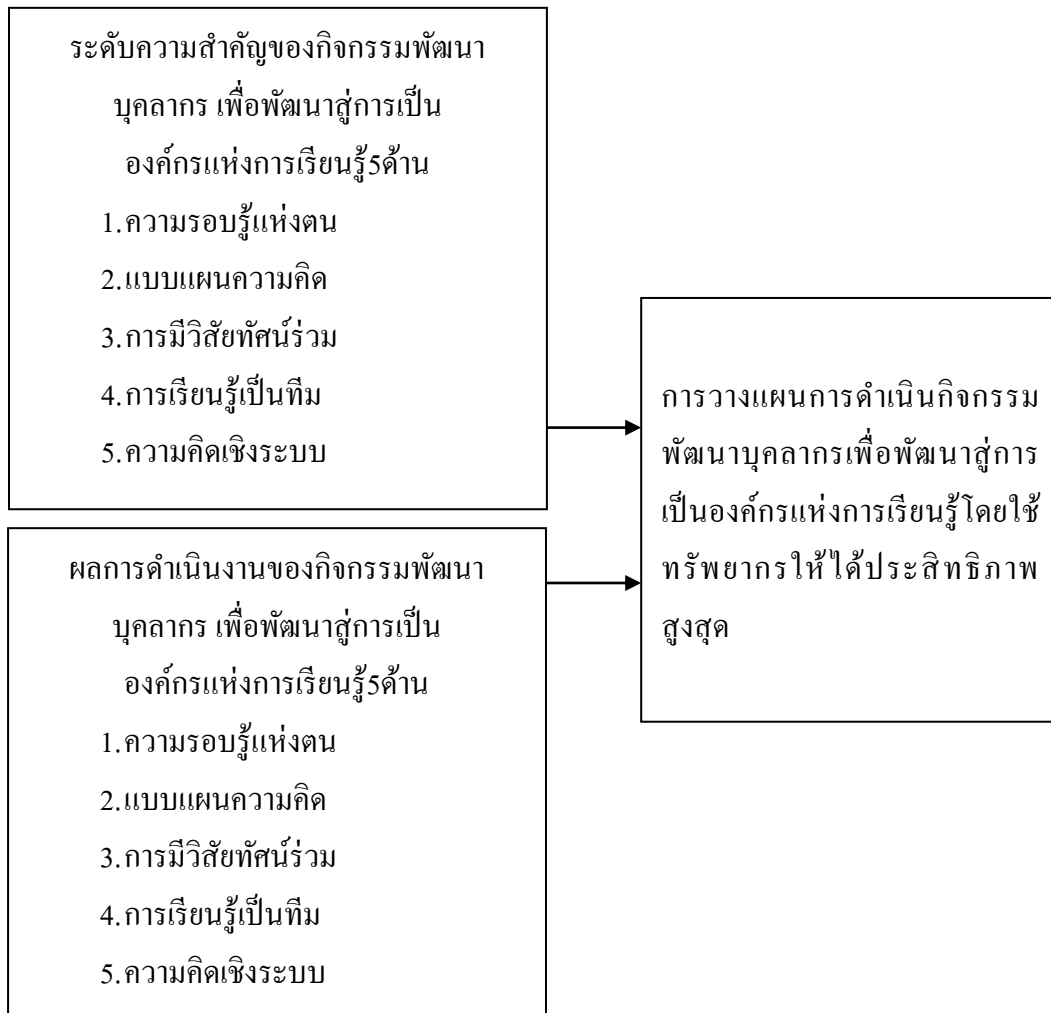 ระดับความสำคัญของกิจกรรมพัฒนา
บุคลากร เพื่อพัฒนาสู่การเป็น
องค์กรแห่งการเรียนรู้5ด้าน
1.ความรอบรู้แห่งตน
2.แบบแผนความคิด
3.การมีวิสัยทัศน์ร่วม
4.การเรียนรู้เป็นทีม
5.ความคิดเชิงระบบ
ผลการดำเนินงานของกิจกรรมพัฒนา
บุคลากร เพื่อพัฒนาสู่การเป็น
องค์กรแห่งการเรียนรู้5ด้าน
1.ความรอบรู้แห่งตน
2.แบบแผนความคิด
3.การมีวิสัยทัศน์ร่วม
4.การเรียนรู้เป็นทีม
5.ความคิดเชิงระบบ
การวางแผนการดำเนินกิจกรรม
พัฒนาบุคลากรเพื่อพัฒนาสู่การ
เป็นองค์กรแห่งการเรียนรู้โดยใช้
ทรัพยากรให้ได้ประสิทธิภาพ
สูงสุด